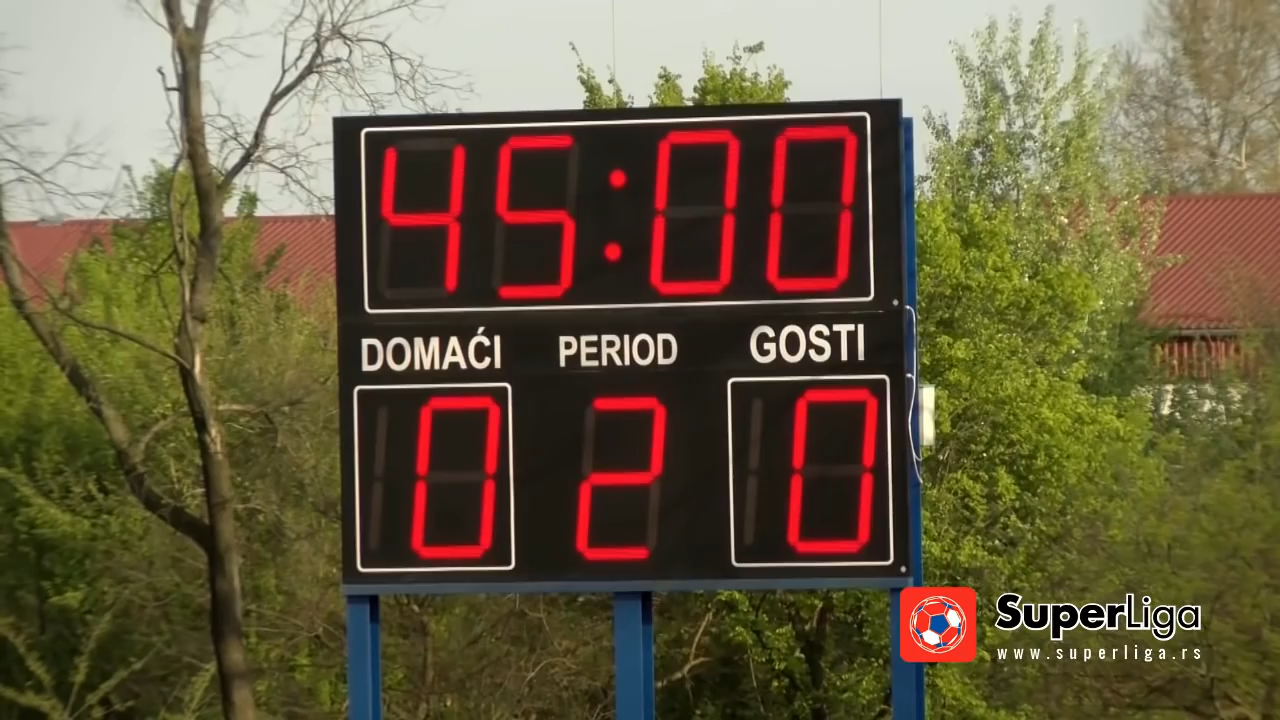 45:00
DOMAĆI PERIOD GOSTI
0 2 0
SuperLiga
www.superliga.rs